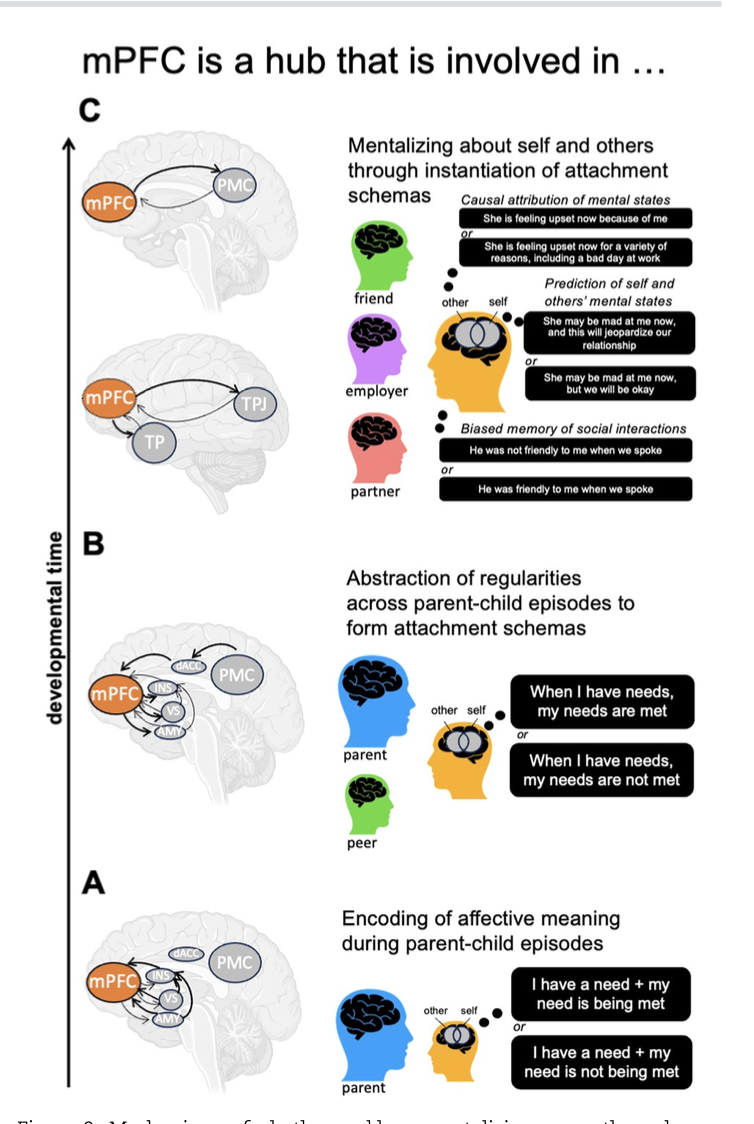 mPFC is a hub that is involved in ...
C
mPFC
PMC
Mentalizing about self and others
through instantiation of attachment
schemas
Causal attribution of mental states
She is feeling upset now because of me
or
She is feeling upset now for a variety of
reasons, including a bad day at work
friend
other self
Prediction of self and
others' mental states
She may be mad at me now,
and this will jeopardize our
relationship
or
She may be mad at me now,
but we will be okay
employer
mPFC
TPJ
TP
Biased memory of social interactions
He was not friendly to me when we spoke
or
He was friendly to me when we spoke
partner
developmental time
B
Abstraction of regularities
across parent-child episodes to
form attachment schemas
dACC
PMC
mPFC
INS
VS
AMY
parent
other self
When I have needs,
my needs are met
or
When I have needs,
my needs are not met
peer
A
Encoding of affective meaning
during parent-child episodes
dACC
PMC
mPFC
INS
VS
AMY
parent
other self
I have a need + my
need is being met
or
I have a need + my
need is not being met